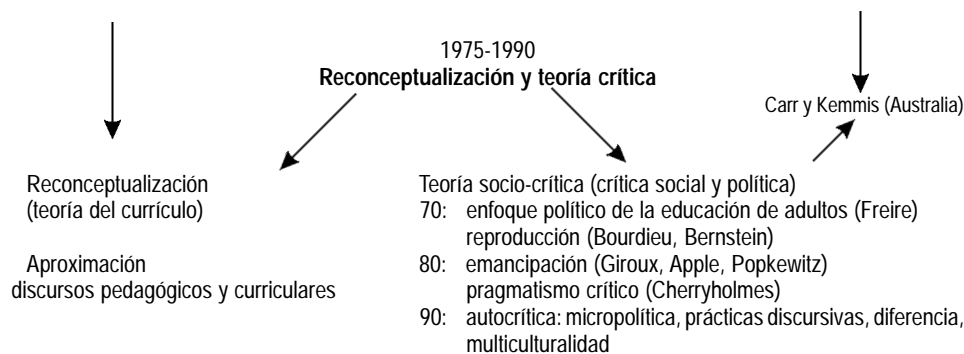 1975-1990
Reconceptualización y teoría crítica
Carr y Kemmis (Australia)
Reconceptualización
(teoría del currículo)
Aproximación
discursos pedagógicos y curriculares
Teoría socio-crítica (crítica social y política)
70: enfoque político de la educación de adultos (Freire)
reproducción (Bourdieu, Bernstein)
80: emancipación (Giroux, Apple, Popkewitz)
pragmatismo crítico (Cherryholmes)
90: autocrítica: micropolítica, prácticas discursivas, diferencia,
multiculturalidad